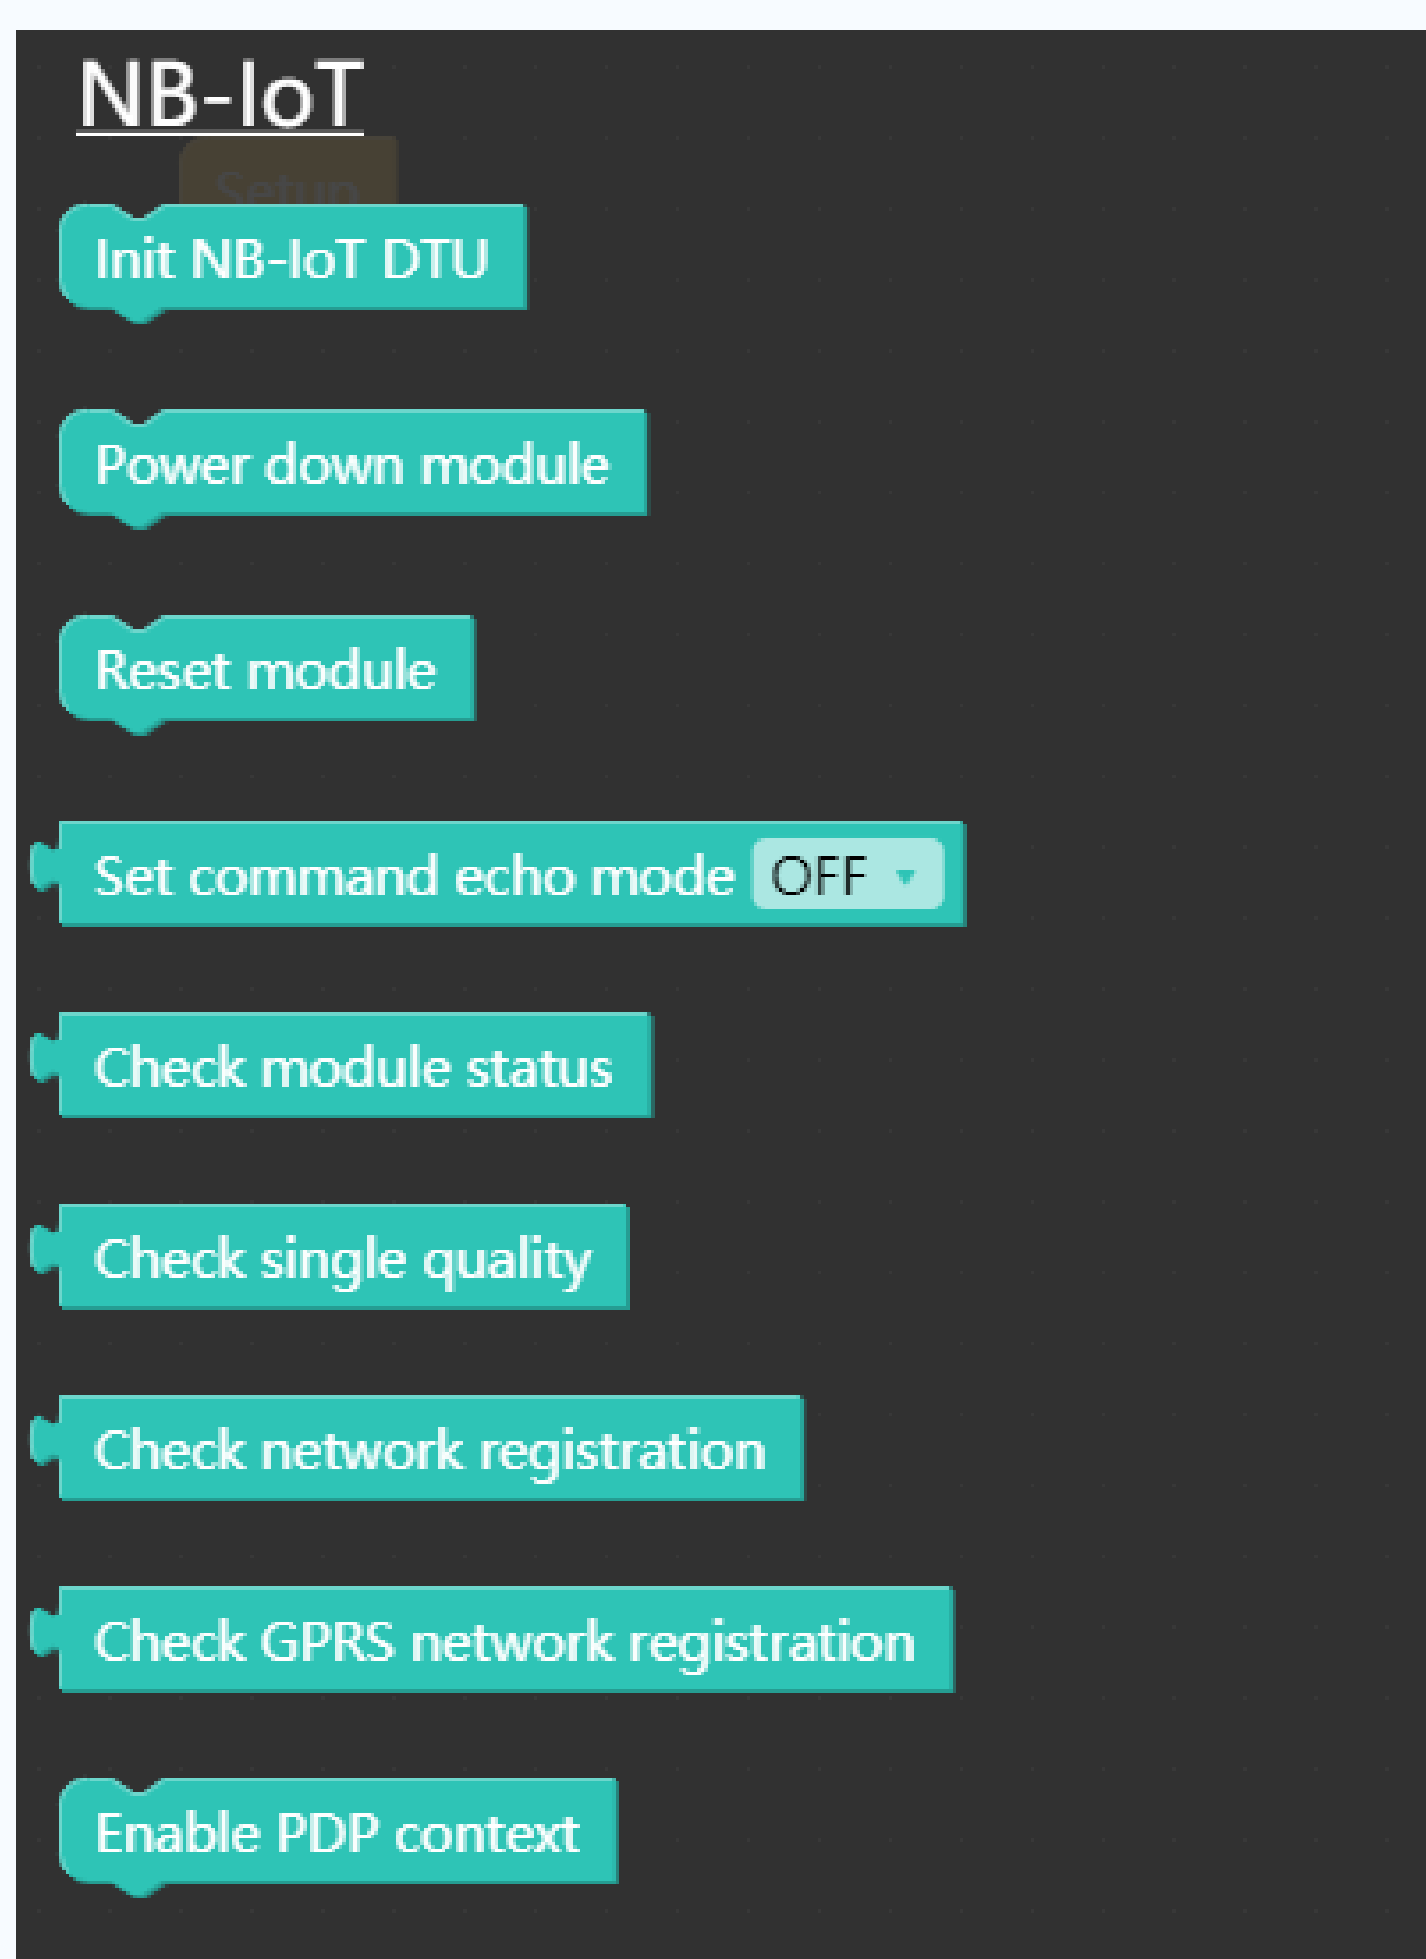 NB-IoT
Setup
Init NB-IoT DTU
Power down module
Reset module
Set command echo mode OFF
Check module status
Check single quality
Check network registration
Check GPRS network registration
Enable PDP context